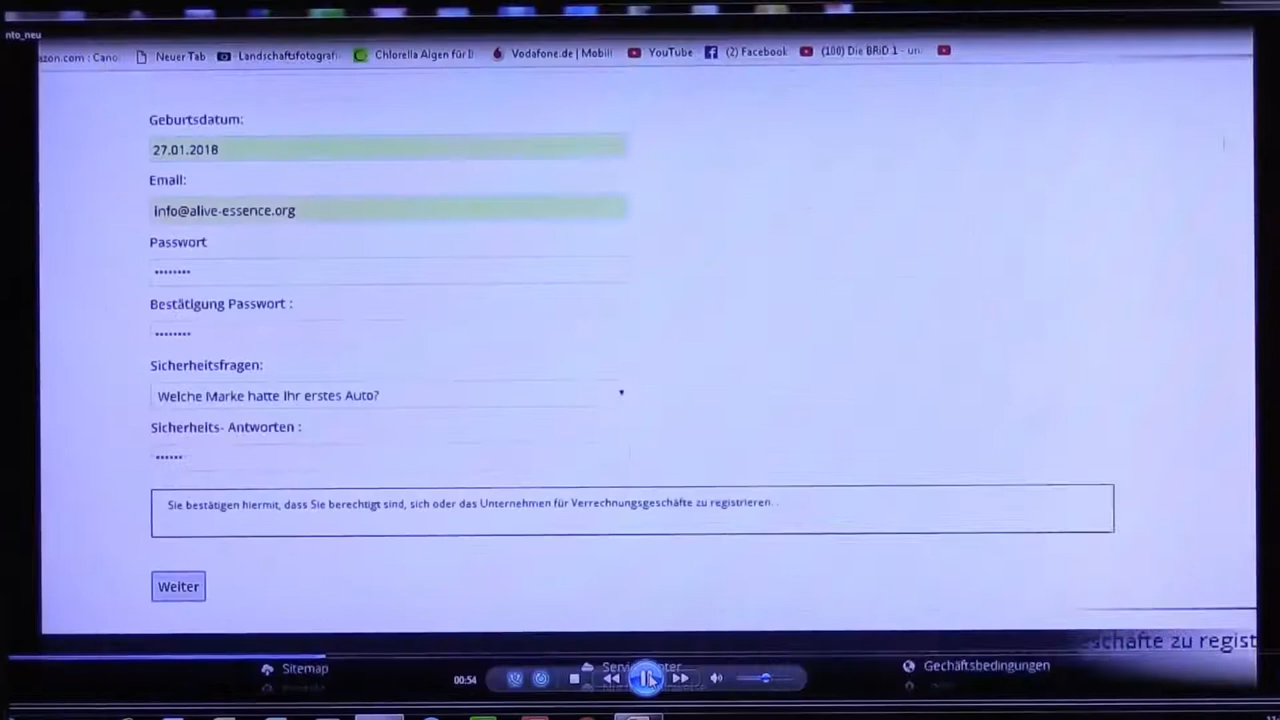 nto_neu
azon.com : Cano
Neuer Tab
Landschaftsfotografi
Chlorella Algen für D
Vodafone.de | Mobil
YouTube
(2) Facebook
(100) Die BRiD 1 - un
Geburtsdatum:
27.01.2018
Email:
info@alive-essence.org
Passwort
••••••••
Bestätigung Passwort :
••••••••
Sicherheitsfragen:
Welche Marke hatte Ihr erstes Auto?
Sicherheits- Antworten :
••••••
Sie bestätigen hiermit, dass Sie berechtigt sind, sich oder das Unternehmen für Verrechnungsgeschäfte zu registrieren. .
Weiter
schäfte zu regist
Sitemap
Gechäftsbedingungen
00:54